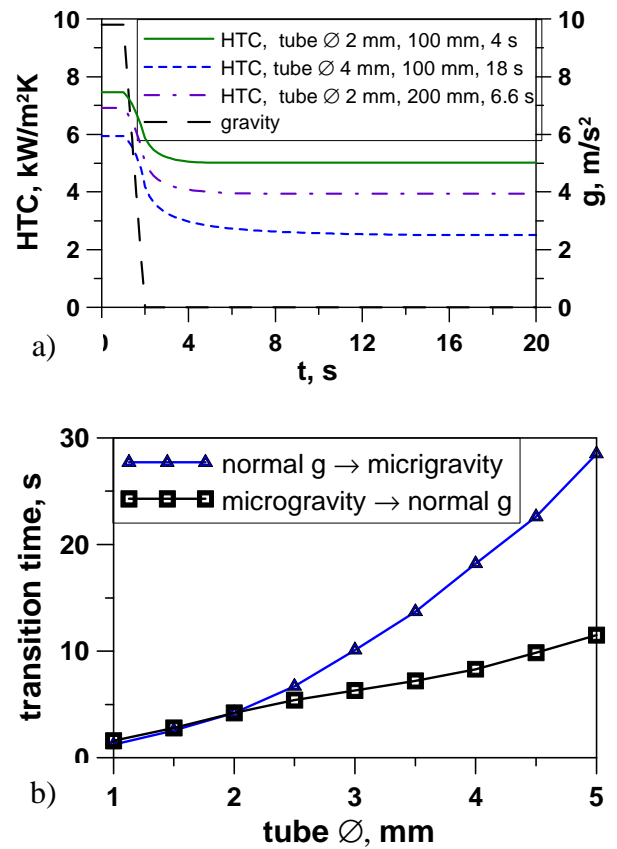 10
8
6
4
2
0
HTC, kW/m²K
HTC, tube ∅ 2 mm, 100 mm, 4 s
HTC, tube ∅ 4 mm, 100 mm, 18 s
HTC, tube ∅ 2 mm, 200 mm, 6.6 s
gravity
10
8
6
4
2
0
g, m/s²
0 4 8 12 16 20
t, s
a)
30
20
10
0
transition time, s
normal g → micrigravity
microgravity → normal g
1 2 3 4 5
tube ∅, mm
b)